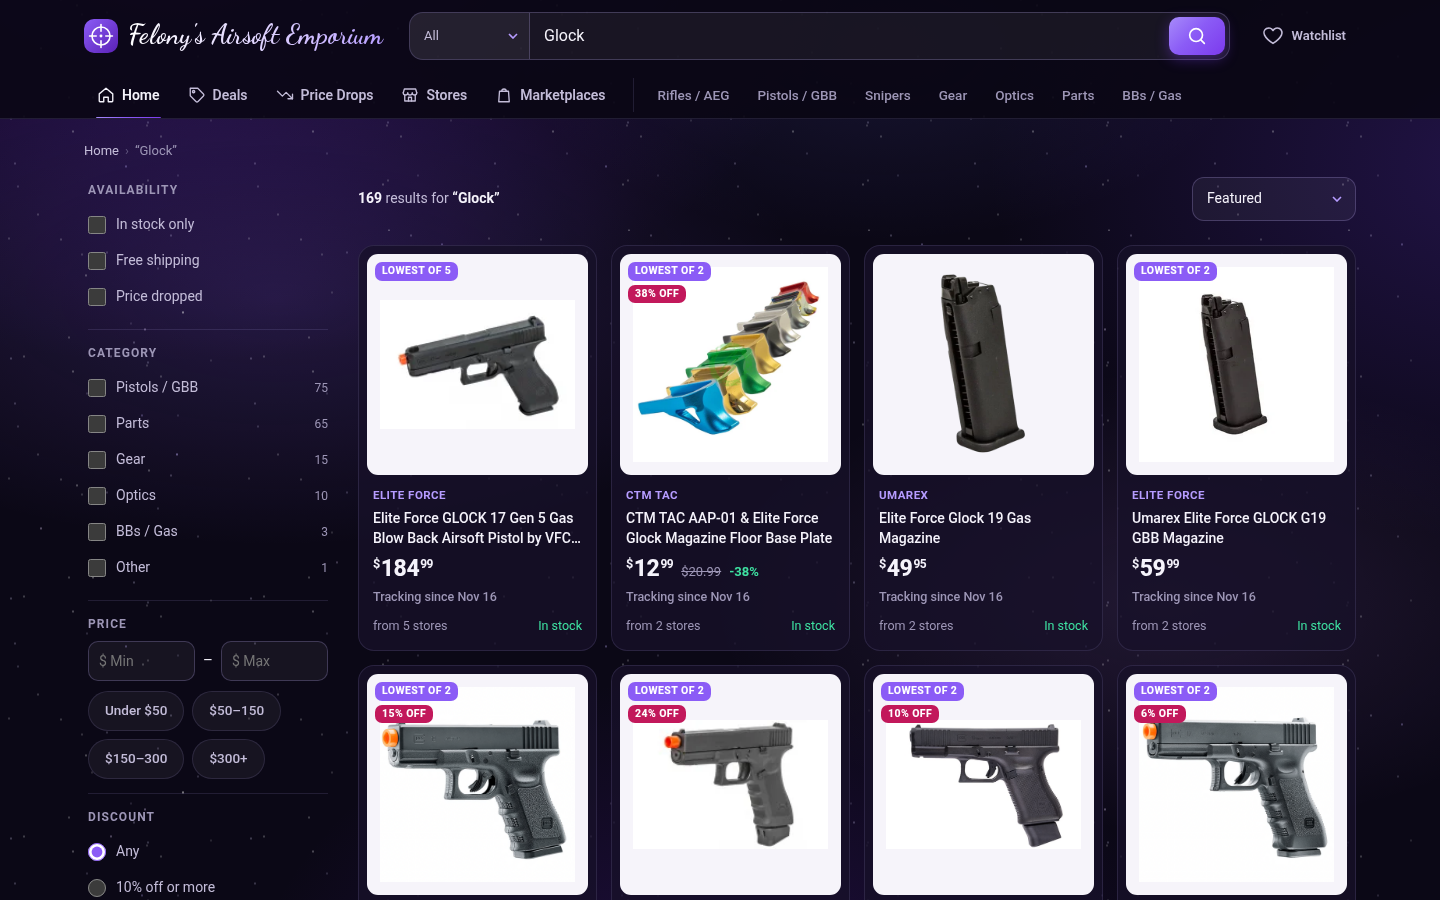 Felony's Airsoft Emporium
All
Glock
Watchlist
Home
Deals
Price Drops
Stores
Marketplaces
Rifles / AEG
Pistols / GBB
Snipers
Gear
Optics
Parts
BBs / Gas
Home › “Glock”
AVAILABILITY
In stock only
Free shipping
Price dropped
CATEGORY
Pistols / GBB 75
Parts 65
Gear 15
Optics 10
BBs / Gas 3
Other 1
PRICE
$ Min – $ Max
Under $50
$50–150
$150–300
$300+
DISCOUNT
Any
10% off or more
169 results for “Glock”
Featured
LOWEST OF 5
ELITE FORCE
Elite Force GLOCK 17 Gen 5 Gas
Blow Back Airsoft Pistol by VFC…
$184 99
Tracking since Nov 16
from 5 stores In stock
LOWEST OF 2
38% OFF
CTM TAC
CTM TAC AAP-01 & Elite Force
Glock Magazine Floor Base Plate
$12 99 $20.99 -38%
Tracking since Nov 16
from 2 stores In stock
UMAREX
Elite Force Glock 19 Gas
Magazine
$49 95
Tracking since Nov 16
from 2 stores In stock
LOWEST OF 2
ELITE FORCE
Umarex Elite Force GLOCK G19
GBB Magazine
$59 99
Tracking since Nov 16
from 2 stores In stock
LOWEST OF 2
15% OFF
LOWEST OF 2
24% OFF
LOWEST OF 2
10% OFF
LOWEST OF 2
6% OFF